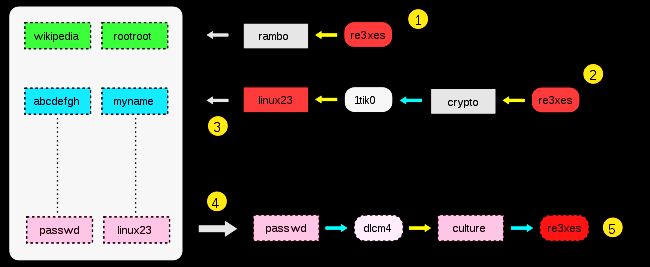 wikipedia rootroot rambo re3xes 1
abcdefgh myname linux23 1tik0 crypto re3xes 2
3
4
passwd linux23 passwd dlcm4 culture re3xes 5